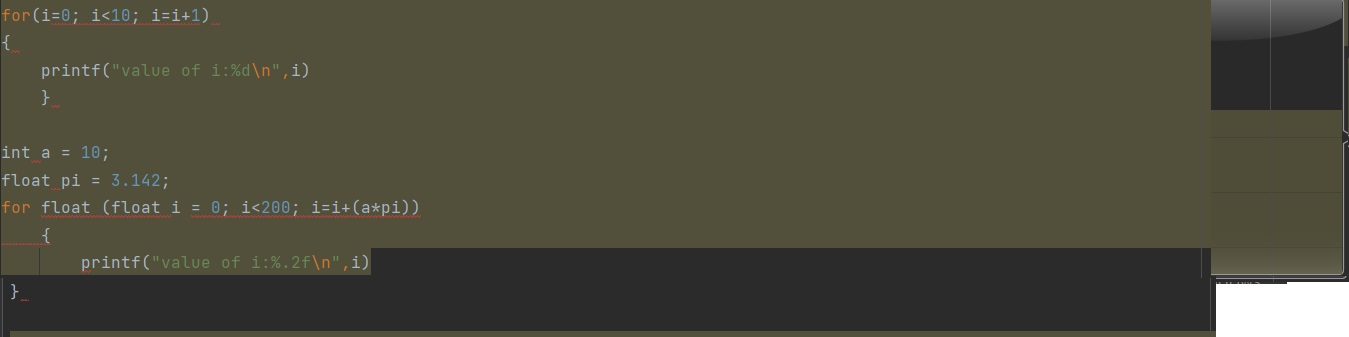 for(i=0; i<10; i=i+1)
{
    printf("value of i:%d\n",i)
    }
int a = 10;
float pi = 3.142;
for float (float i = 0; i<200; i=i+(a*pi))
    {
        printf("value of i:%.2f\n",i)
}